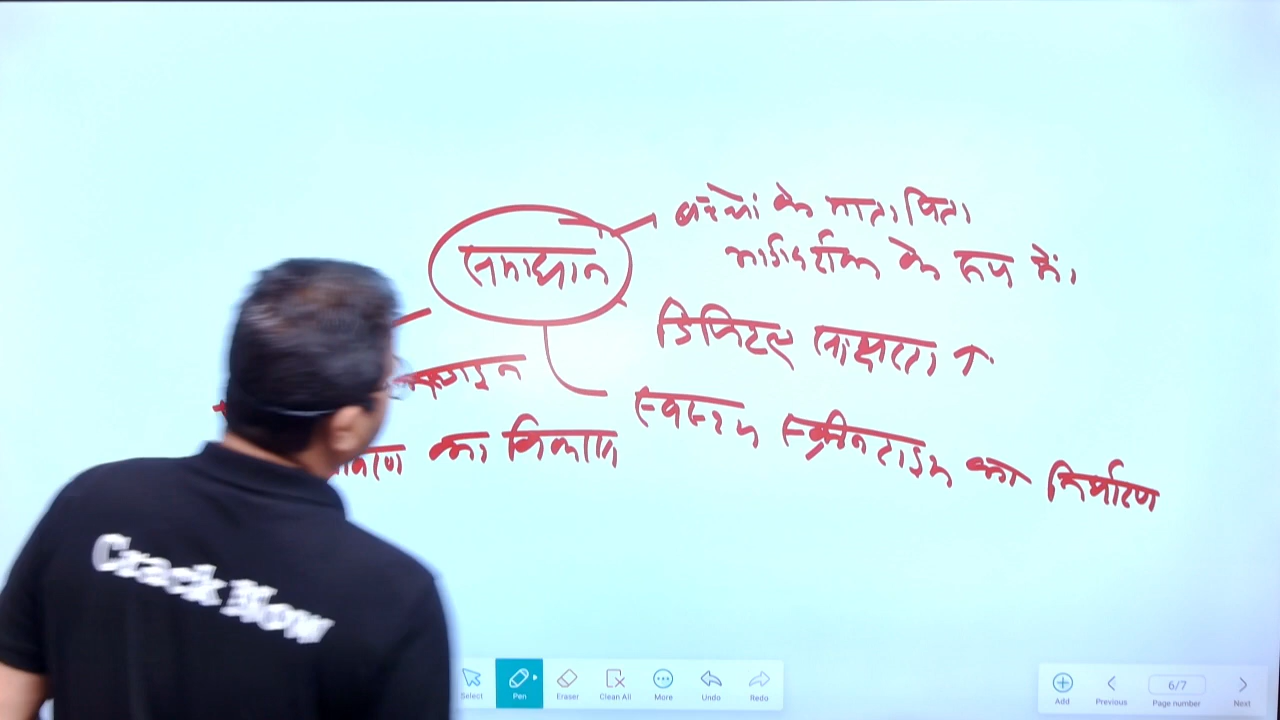 बच्चों के माता पिता
मार्गदर्शक के रूप में।
समाधान
डिजिटल साक्षरता ↑
स्वस्थ स्क्रीनटाइम का निर्धारण
का विकास
Crack Now
Select
Pen
Eraser
Clean All
More
Undo
Redo
Add
Previous
6/7
Page number
Next